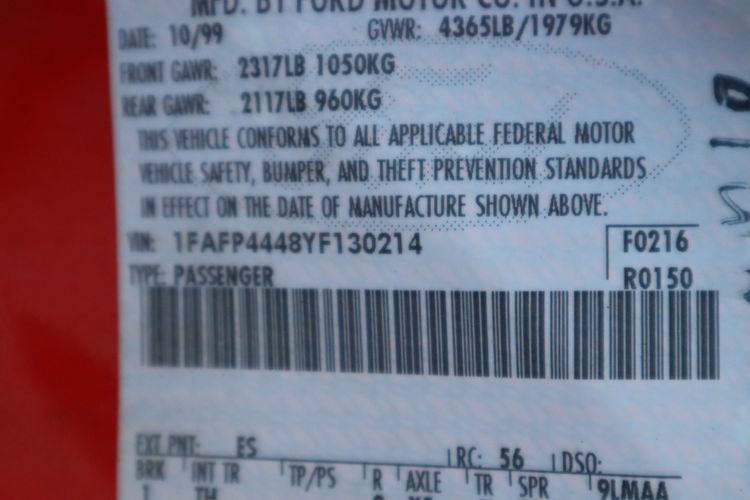 MFD. BY FORD MOTOR CO. IN U.S.A.
DATE: 10/99 GVWR: 4365LB/1979KG
FRONT GAWR: 2317LB 1050KG
REAR GAWR: 2117LB 960KG
THIS VEHICLE CONFORMS TO ALL APPLICABLE FEDERAL MOTOR
VEHICLE SAFETY, BUMPER, AND THEFT PREVENTION STANDARDS
IN EFFECT ON THE DATE OF MANUFACTURE SHOWN ABOVE.
VIN: 1FAFP4448YF130214 F0216
TYPE: PASSENGER R0150
EXT PNT: ES RC: 56 DSO:
BRK INT TR TP/PS R AXLE TR SPR 9LMAA